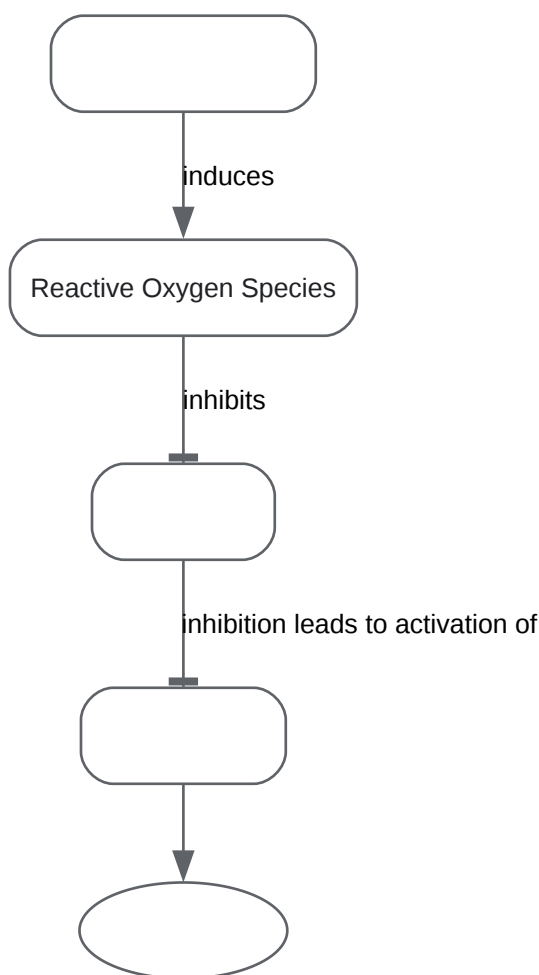 induces
Reactive Oxygen Species
inhibits
inhibition leads to activation of